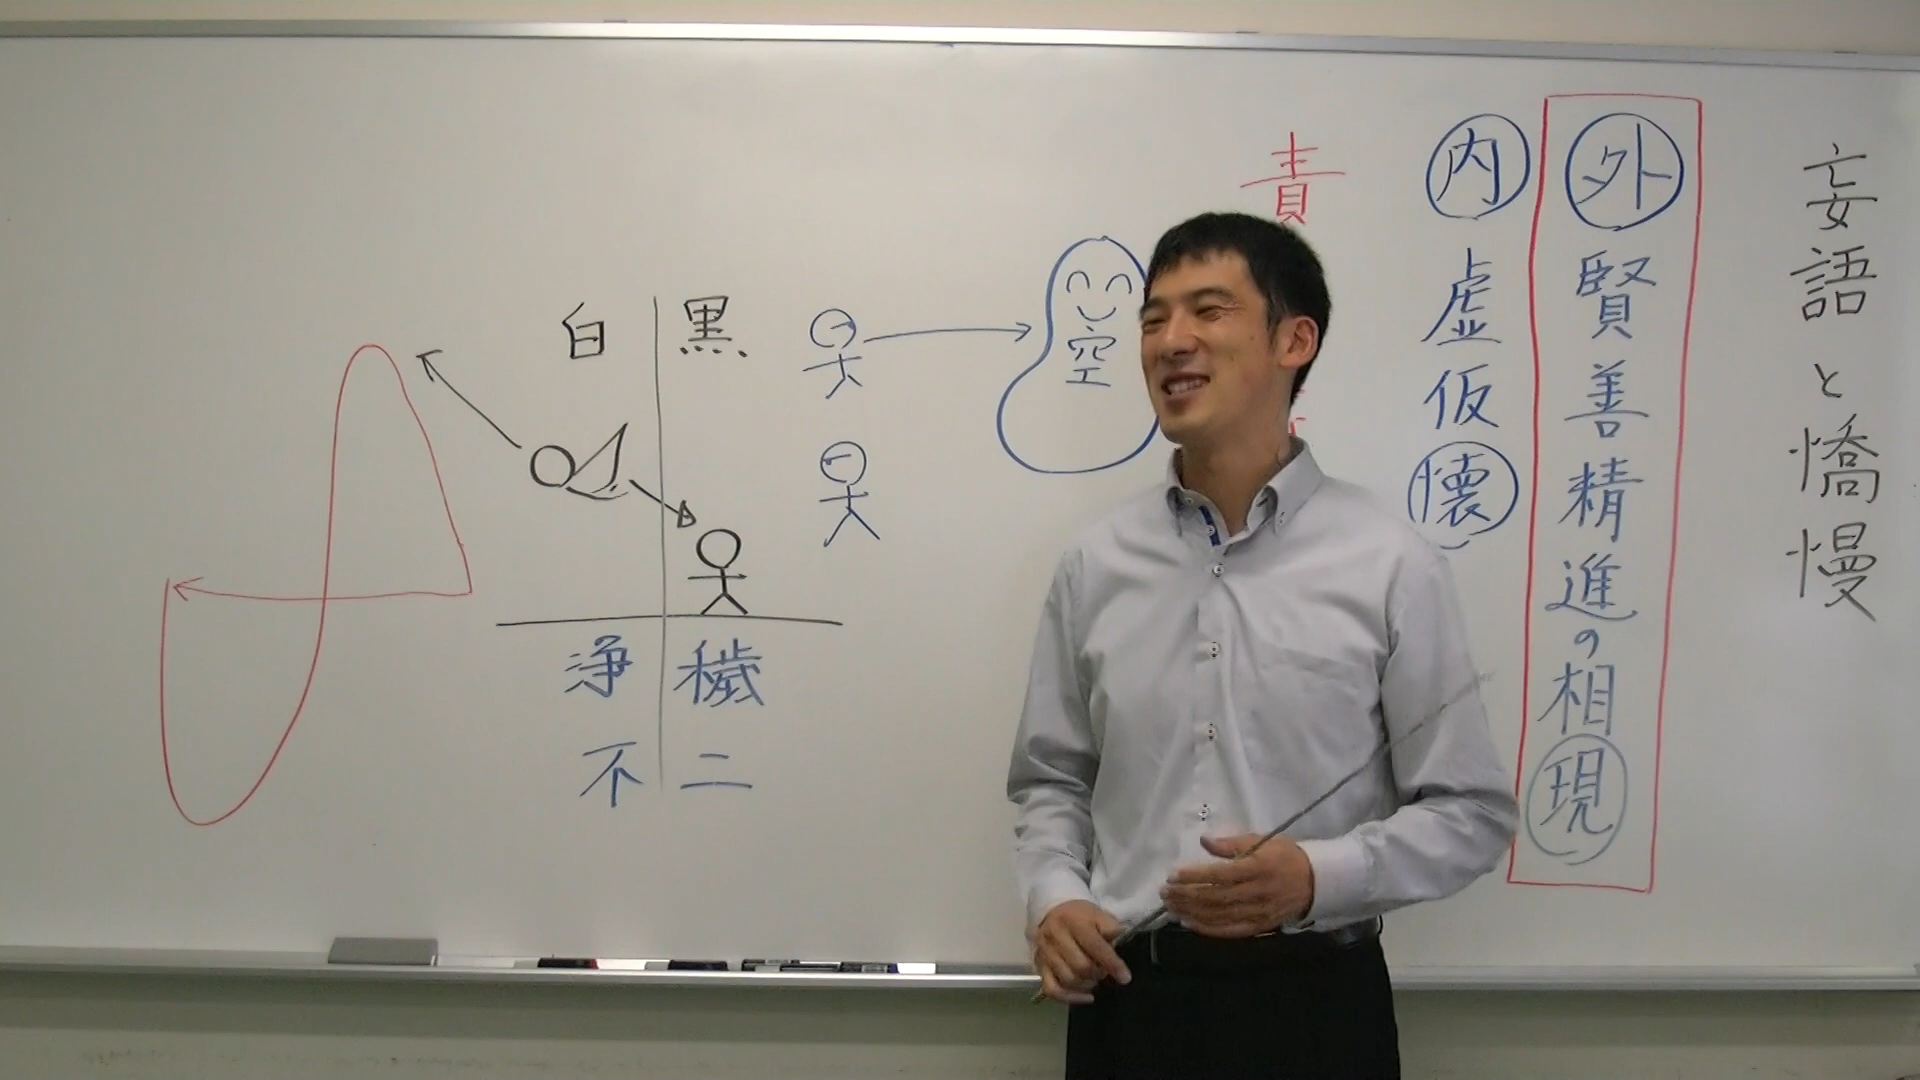 妄語と憍慢
外賢善精進の相現
内虚仮懐
責
空
黒
白
穢
浄
二
不